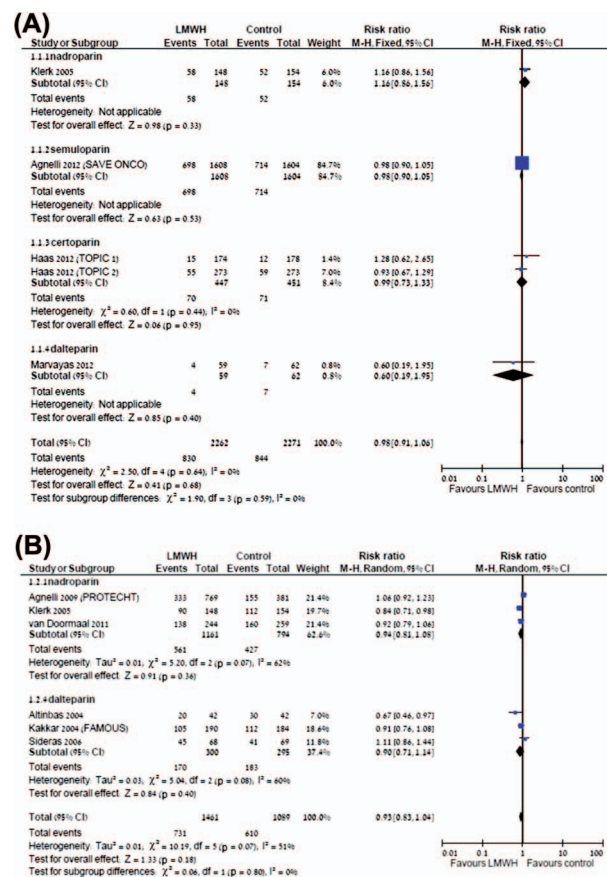 (A)
LMWH Control Risk ratio Risk ratio
Study or Subgroup Events Total Events Total Weight M-H, Fixed, 95% CI M-H, Fixed, 95% CI
1.1.1 nadroparin
Klerk 2005 58 148 52 154 6.0% 1.16 [0.86, 1.56]
Subtotal (95% CI) 148 154 6.0% 1.16 [0.86, 1.56]
Total events 58 52
Heterogeneity: Not applicable
Test for overall effect: Z = 0.98 (p = 0.33)
1.1.2 semuloparin
Agnelli 2012 (SAVE ONCO) 698 1608 714 1604 84.7% 0.98 [0.90, 1.05]
Subtotal (95% CI) 1608 1604 84.7% 0.98 [0.90, 1.05]
Total events 698 714
Heterogeneity: Not applicable
Test for overall effect: Z = 0.63 (p = 0.53)
1.1.3 certoparin
Haas 2012 (TOPIC 1) 15 174 12 178 1.4% 1.28 [0.62, 2.65]
Haas 2012 (TOPIC 2) 55 273 59 273 7.0% 0.93 [0.67, 1.29]
Subtotal (95% CI) 447 451 8.4% 0.99 [0.73, 1.33]
Total events 70 71
Heterogeneity: χ² = 0.60, df = 1 (p = 0.44); I² = 0%
Test for overall effect: Z = 0.06 (p = 0.95)
1.1.4 dalteparin
Marvayas 2012 4 59 7 62 0.8% 0.60 [0.19, 1.95]
Subtotal (95% CI) 59 62 0.8% 0.60 [0.19, 1.95]
Total events 4 7
Heterogeneity: Not applicable
Test for overall effect: Z = 0.85 (p = 0.40)
Total (95% CI) 2262 2271 100.0% 0.98 [0.91, 1.06]
Total events 830 844
Heterogeneity: χ² = 2.50, df = 4 (p = 0.64); I² = 0%
Test for overall effect: Z = 0.41 (p = 0.68)
Test for subgroup differences: χ² = 1.90, df = 3 (p = 0.59), I² = 0%
0.01 0.1 1 10 100
Favours LMWH Favours control
(B)
LMWH Control Risk ratio Risk ratio
Study or Subgroup Events Total Events Total Weight M-H, Random, 95% CI M-H, Random, 95% CI
1.2.1 nadroparin
Agnelli 2009 (PROTECHT) 333 769 155 381 21.4% 1.06 [0.92, 1.23]
Klerk 2005 90 148 112 154 19.7% 0.84 [0.71, 0.98]
van Doormaal 2011 138 244 160 259 21.4% 0.92 [0.79, 1.06]
Subtotal (95% CI) 1161 794 62.6% 0.94 [0.81, 1.08]
Total events 561 427
Heterogeneity: Tau² = 0.01, χ² = 5.20, df = 2 (p = 0.07), I² = 62%
Test for overall effect: Z = 0.91 (p = 0.36)
1.2.4 dalteparin
Altinbas 2004 20 42 30 42 7.0% 0.67 [0.46, 0.97]
Kakkar 2004 (FAMOUS) 105 190 112 184 18.6% 0.91 [0.76, 1.08]
Sideras 2006 45 68 41 69 11.8% 1.11 [0.86, 1.44]
Subtotal (95% CI) 300 295 37.4% 0.90 [0.71, 1.14]
Total events 170 183
Heterogeneity: Tau² = 0.03, χ² = 5.04, df = 2 (p = 0.08), I² = 60%
Test for overall effect: Z = 0.84 (p = 0.40)
Total (95% CI) 1461 1089 100.0% 0.93 [0.83, 1.04]
Total events 731 610
Heterogeneity: Tau² = 0.01, χ² = 10.19, df = 5 (p = 0.07), I² = 51%
Test for overall effect: Z = 1.33 (p = 0.18)
Test for subgroup differences: χ² = 0.06, df = 1 (p = 0.80), I² = 0%
0.01 0.1 1 10 100
Favours LMWH Favours control